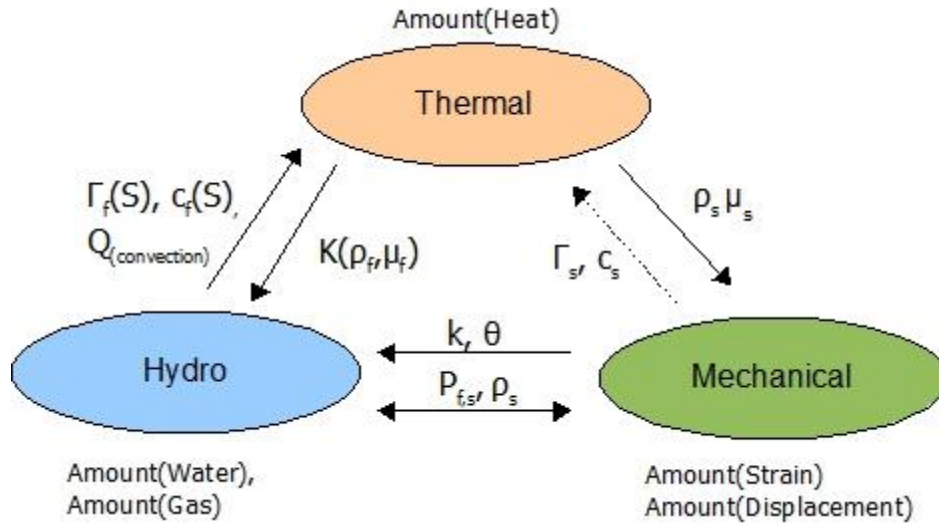 Amount(Heat)
Thermal
Γf(S), cf(S),
Q(convection)
K(ρf,μf)
ρs μs
Γs, cs
k, θ
Pf,s, ρs
Hydro
Mechanical
Amount(Water),
Amount(Gas)
Amount(Strain)
Amount(Displacement)